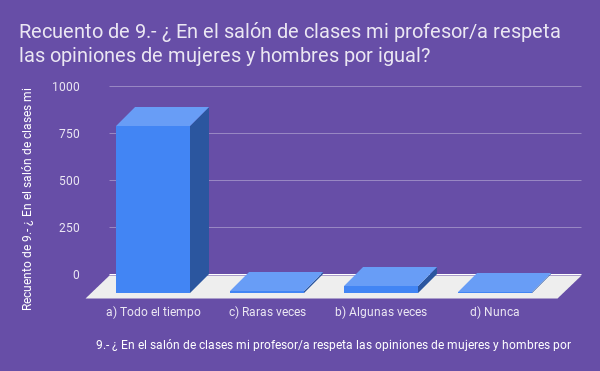 Recuento de 9.- ¿ En el salón de clases mi profesor/a respeta
las opiniones de mujeres y hombres por igual?
Recuento de 9.- ¿ En el salón de clases mi
1000
750
500
250
0
a) Todo el tiempo
c) Raras veces
b) Algunas veces
d) Nunca
9.- ¿ En el salón de clases mi profesor/a respeta las opiniones de mujeres y hombres por